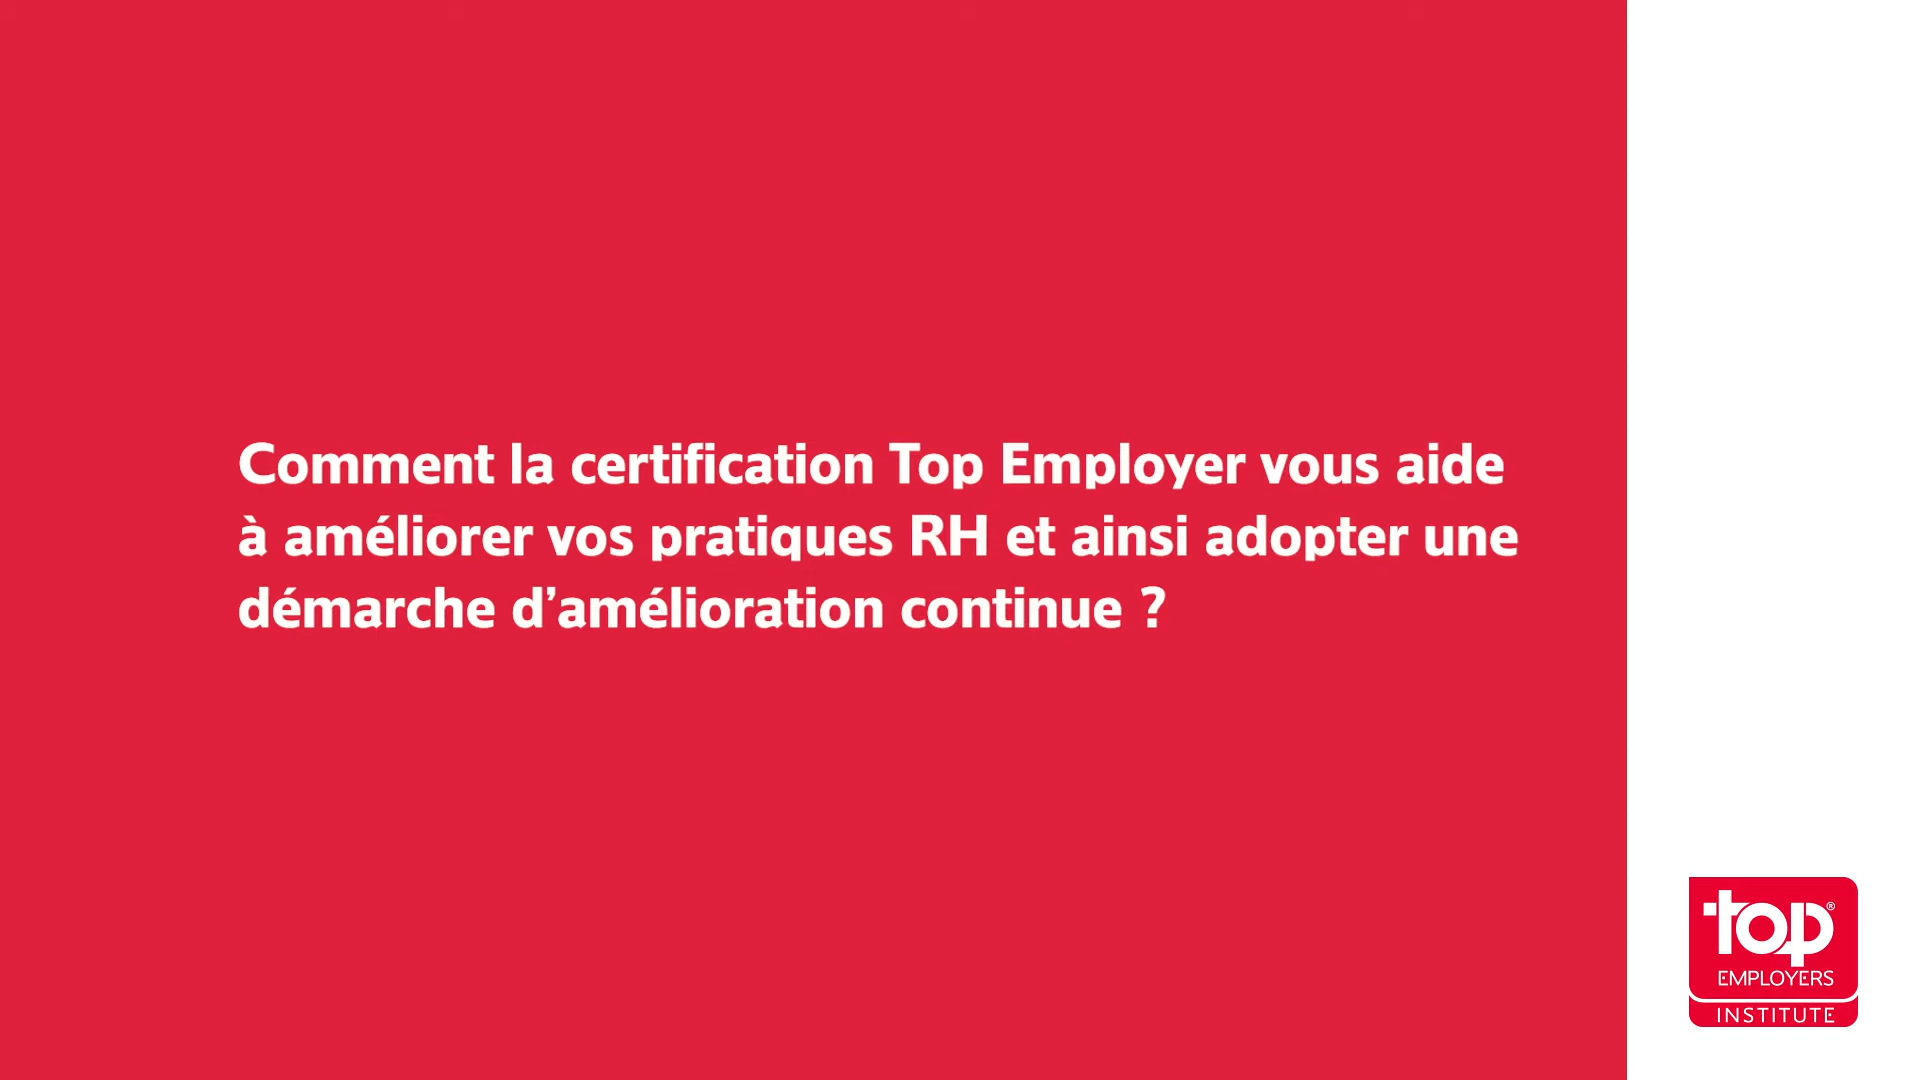 Comment la certification Top Employer vous aide
à améliorer vos pratiques RH et ainsi adopter une
démarche d’amélioration continue ?
top®
EMPLOYERS
INSTITUTE